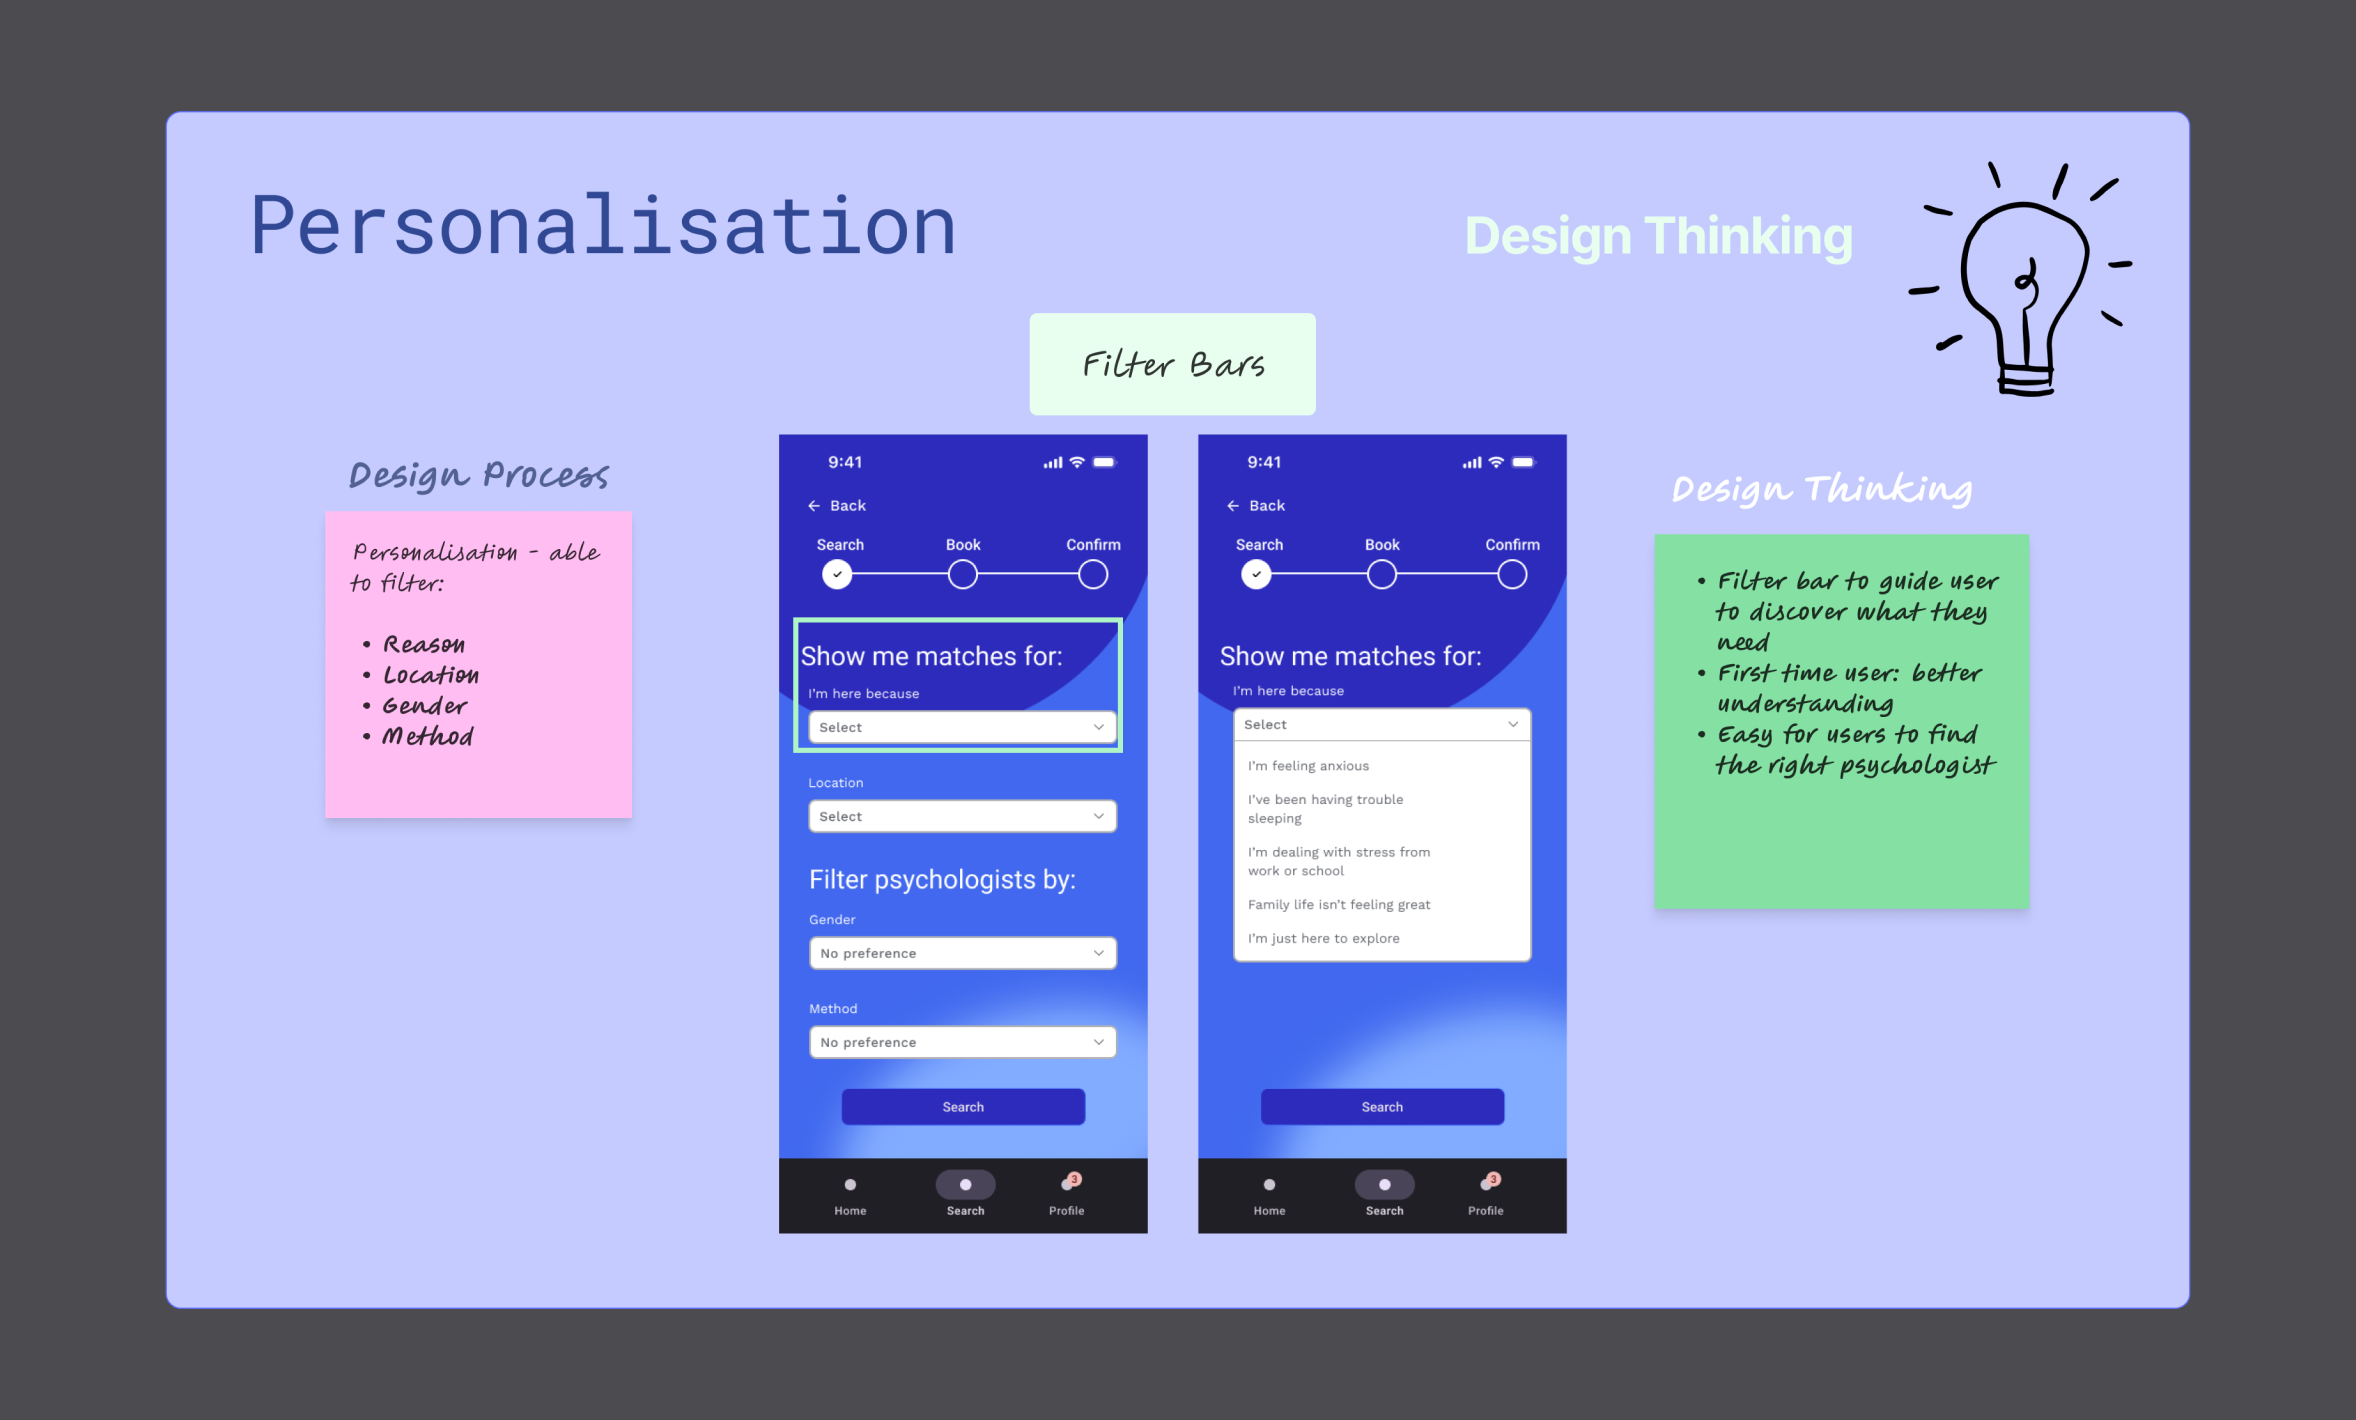 Personalisation
Design Thinking
Filter Bars
Design Process
Personalisation - able
to filter:
• Reason
• Location
• Gender
• Method
9:41
Back
Search
Book
Confirm
Show me matches for:
I'm here because
Select
Location
Select
Filter psychologists by:
Gender
No preference
Method
No preference
Search
Home
Search
3
Profile
9:41
Back
Search
Book
Confirm
Show me matches for:
I'm here because
Select
I'm feeling anxious
I've been having trouble
sleeping
I'm dealing with stress from
work or school
Family life isn't feeling great
I'm just here to explore
Search
Home
Search
3
Profile
Design Thinking
• Filter bar to guide user
to discover what they
need
• First time user: better
understanding
• Easy for users to find
the right psychologist